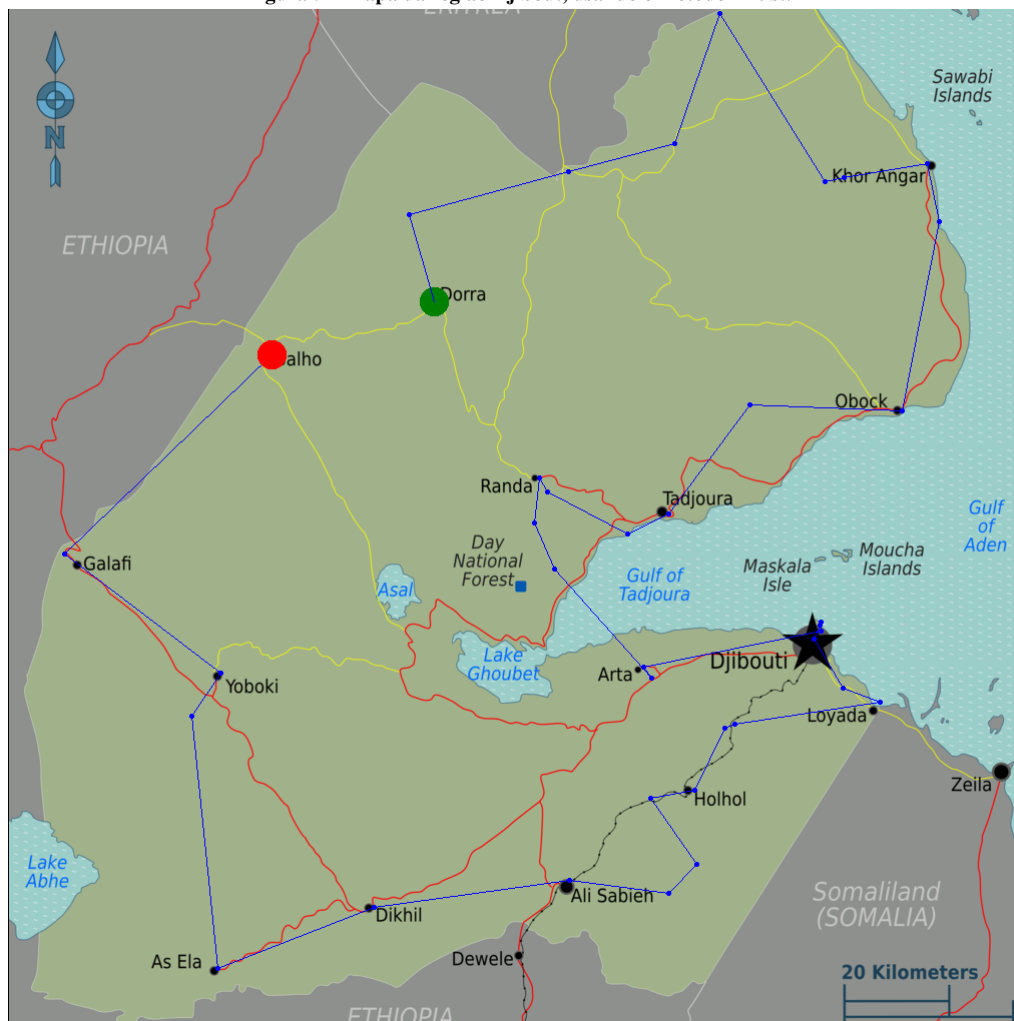 ERITREA
Sawabi
Islands
N
Khor Angar
ETHIOPIA
Dorra
alho
Obock
Randa
Tadjoura
Gulf
of
Aden
Day
National
Forest
Moucha
Islands
Maskala
Isle
Galafi
Asal
Gulf of
Tadjoura
Lake
Ghoubet
Arta
Djibouti
Yoboki
Loyada
Zeila
Holhol
Lake
Abhe
Ali Sabieh
Somaliland
(SOMALIA)
Dikhil
As Ela
Dewele
20 Kilometers
ETHIOPIA